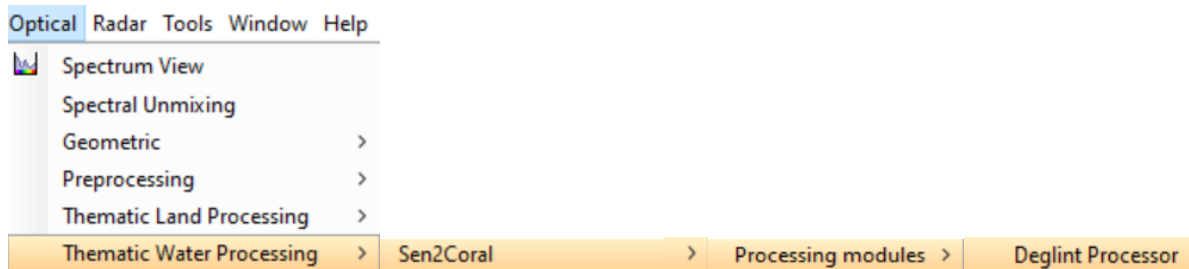 Optical Radar Tools Window Help
Spectrum View
Spectral Unmixing
Geometric >
Preprocessing >
Thematic Land Processing >
Thematic Water Processing > Sen2Coral > Processing modules > Deglint Processor